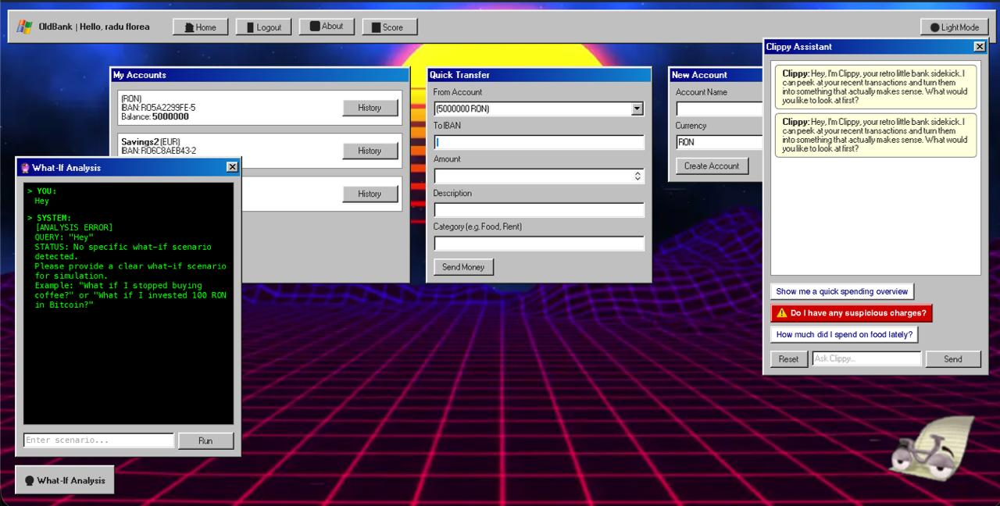 OldBank | Hello, radu florea
Home
Logout
About
Score
Light Mode
My Accounts
(RON)
IBAN: RO5A2299FE-5
Balance: 5000000
History
Savings2 (EUR)
IBAN: RO6C8AEB43-2
History
History
Quick Transfer
From Account
(5000000 RON)
To IBAN
Amount
Description
Category (e.g. Food, Rent)
Send Money
New Account
Account Name
Currency
RON
Create Account
Clippy Assistant
Clippy: Hey, I'm Clippy, your retro little bank sidekick. I
can peek at your recent transactions and turn them
into something that actually makes sense. What would
you like to look at first?
Clippy: Hey, I'm Clippy, your retro little bank sidekick. I
can peek at your recent transactions and turn them
into something that actually makes sense. What would
you like to look at first?
Show me a quick spending overview
Do I have any suspicious charges?
How much did I spend on food lately?
Reset
Ask Clippy...
Send
What-If Analysis
> YOU:
Hey
> SYSTEM:
[ANALYSIS ERROR]
QUERY: "Hey"
STATUS: No specific what-if scenario
detected.
Please provide a clear what-if scenario
for simulation.
Example: "What if I stopped buying
coffee?" or "What if I invested 100 RON
in Bitcoin?"
Enter scenario...
Run
What-If Analysis